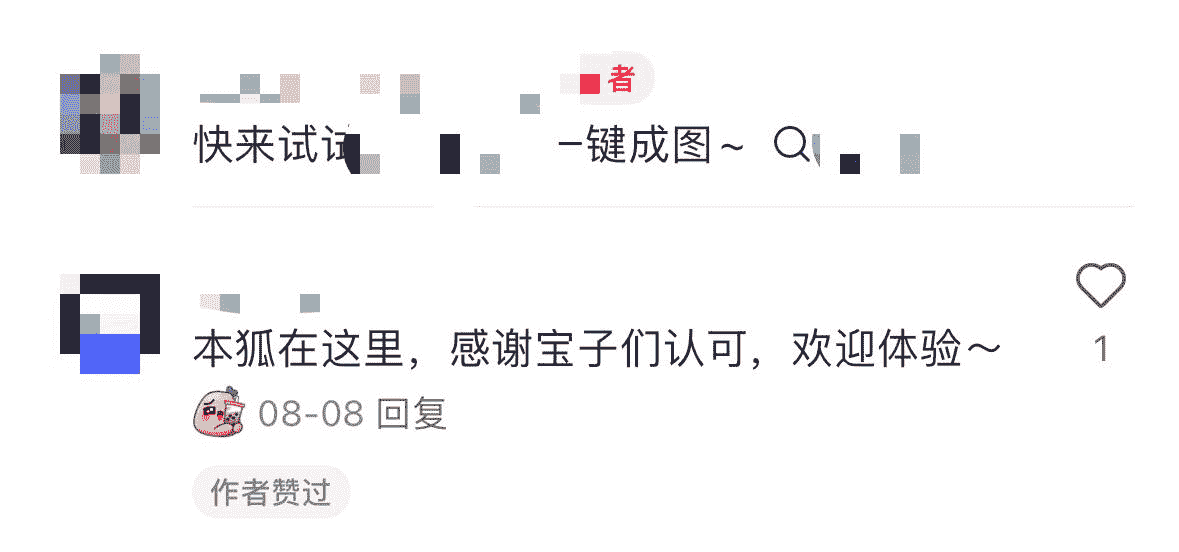 者
快来试试 一键成图~
本狐在这里，感谢宝子们认可，欢迎体验～
1
08-08 回复
作者赞过